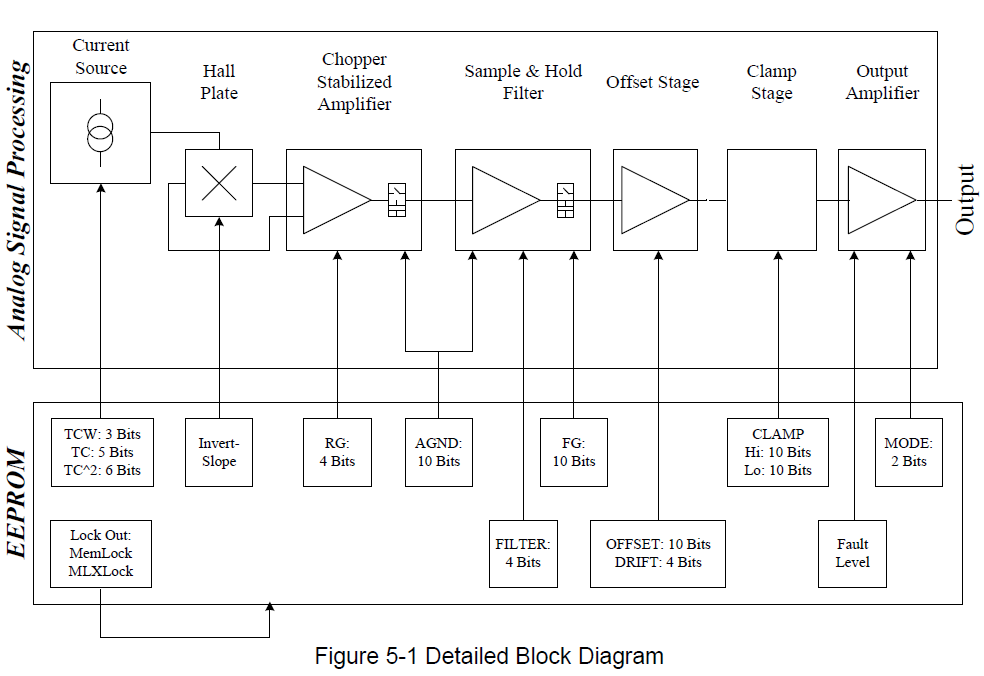 Analog Signal Processing
Current
Source
Hall
Plate
Chopper
Stabilized
Amplifier
Sample & Hold
Filter
Offset Stage
Clamp
Stage
Output
Amplifier
Output
EEPROM
TCW: 3 Bits
TC: 5 Bits
TC^2: 6 Bits
Invert-
Slope
RG:
4 Bits
AGND:
10 Bits
FG:
10 Bits
CLAMP
Hi: 10 Bits
Lo: 10 Bits
MODE:
2 Bits
Lock Out:
MemLock
MLXLock
FILTER:
4 Bits
OFFSET: 10 Bits
DRIFT: 4 Bits
Fault
Level
Figure 5-1 Detailed Block Diagram